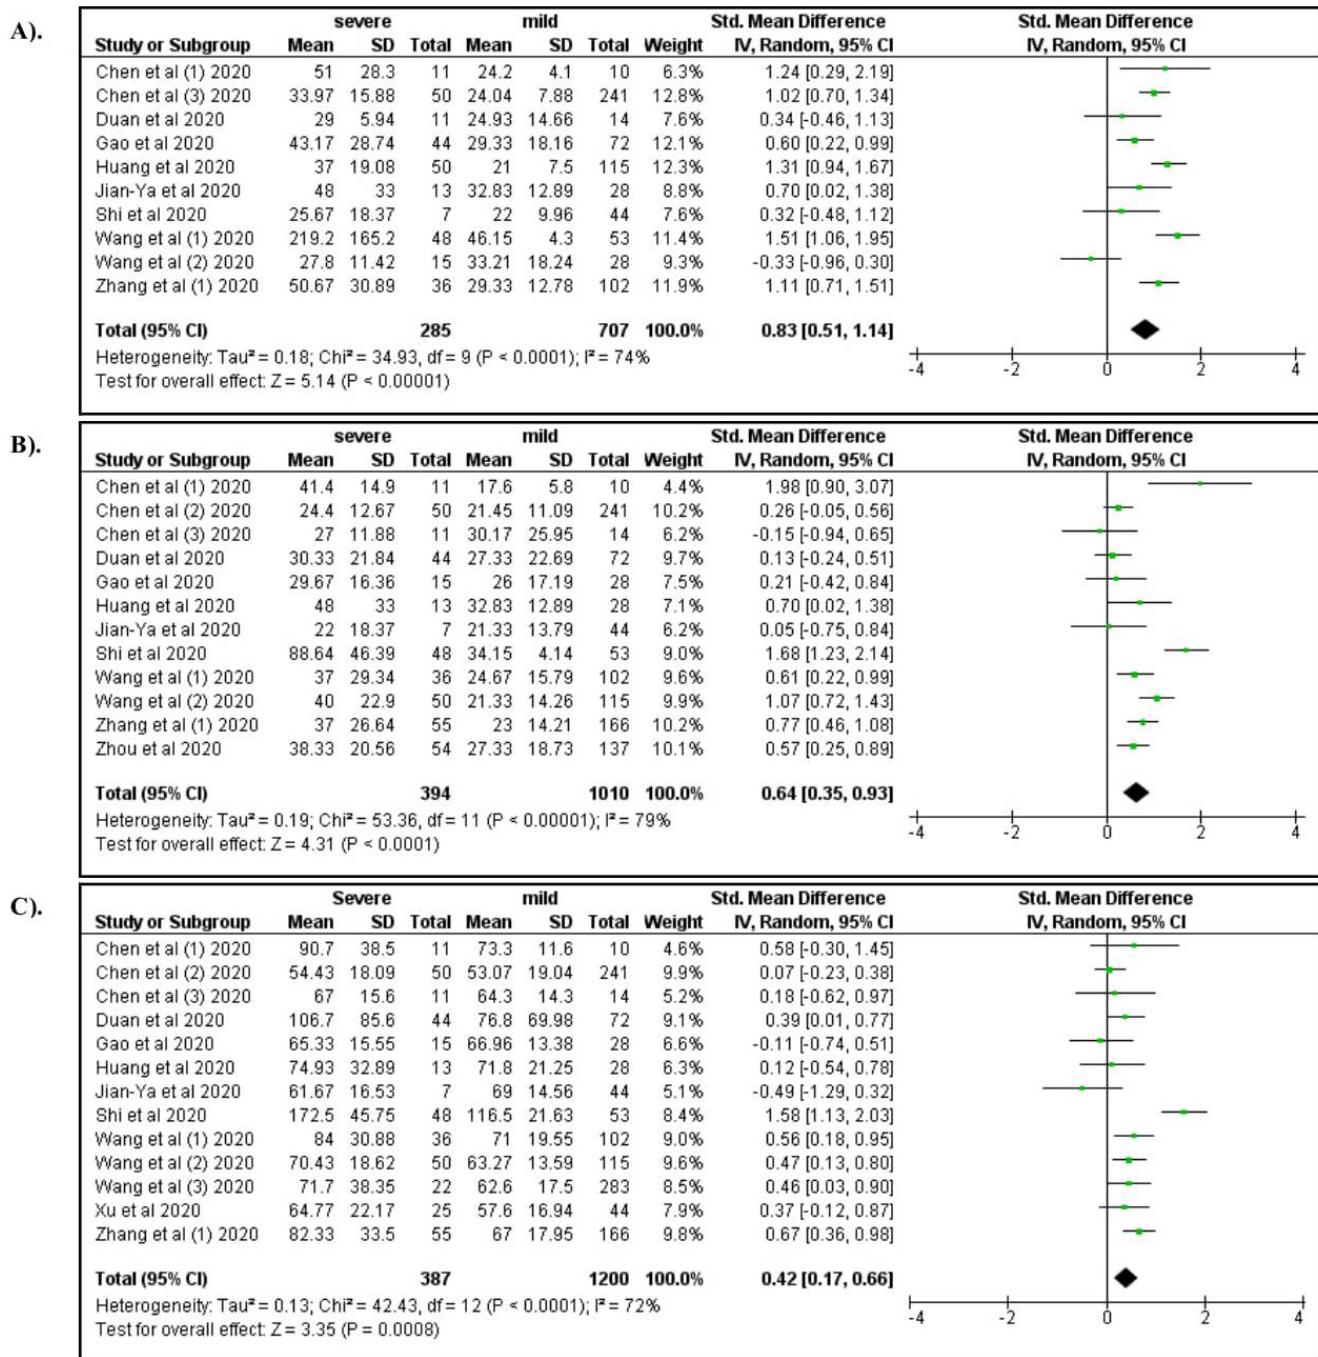 A).
severe mild Std. Mean Difference Std. Mean Difference
Study or Subgroup Mean SD Total Mean SD Total Weight IV, Random, 95% CI IV, Random, 95% CI
Chen et al (1) 2020 51 28.3 11 24.2 4.1 10 6.3% 1.24 [0.29, 2.19]
Chen et al (3) 2020 33.97 15.88 50 24.04 7.88 241 12.8% 1.02 [0.70, 1.34]
Duan et al 2020 29 5.94 11 24.93 14.66 14 7.6% 0.34 [-0.46, 1.13]
Gao et al 2020 43.17 28.74 44 29.33 18.16 72 12.1% 0.60 [0.22, 0.99]
Huang et al 2020 37 19.08 50 21 7.5 115 12.3% 1.31 [0.94, 1.67]
Jian-Ya et al 2020 48 33 13 32.83 12.89 28 8.8% 0.70 [0.02, 1.38]
Shi et al 2020 25.67 18.37 7 22 9.96 44 7.6% 0.32 [-0.48, 1.12]
Wang et al (1) 2020 219.2 165.2 48 46.15 4.3 53 11.4% 1.51 [1.06, 1.95]
Wang et al (2) 2020 27.8 11.42 15 33.21 18.24 28 9.3% -0.33 [-0.96, 0.30]
Zhang et al (1) 2020 50.67 30.89 36 29.33 12.78 102 11.9% 1.11 [0.71, 1.51]
Total (95% CI) 285 707 100.0% 0.83 [0.51, 1.14]
Heterogeneity: Tau² = 0.18; Chi² = 34.93, df = 9 (P < 0.0001); I² = 74%
Test for overall effect: Z = 5.14 (P < 0.00001)
-4 -2 0 2 4
B).
severe mild Std. Mean Difference Std. Mean Difference
Study or Subgroup Mean SD Total Mean SD Total Weight IV, Random, 95% CI IV, Random, 95% CI
Chen et al (1) 2020 41.4 14.9 11 17.6 5.8 10 4.4% 1.98 [0.90, 3.07]
Chen et al (2) 2020 24.4 12.67 50 21.45 11.09 241 10.2% 0.26 [-0.05, 0.56]
Chen et al (3) 2020 27 11.88 11 30.17 25.95 14 6.2% -0.15 [-0.94, 0.65]
Duan et al 2020 30.33 21.84 44 27.33 22.69 72 9.7% 0.13 [-0.24, 0.51]
Gao et al 2020 29.67 16.36 15 26 17.19 28 7.5% 0.21 [-0.42, 0.84]
Huang et al 2020 48 33 13 32.83 12.89 28 7.1% 0.70 [0.02, 1.38]
Jian-Ya et al 2020 22 18.37 7 21.33 13.79 44 6.2% 0.05 [-0.75, 0.84]
Shi et al 2020 88.64 46.39 48 34.15 4.14 53 9.0% 1.68 [1.23, 2.14]
Wang et al (1) 2020 37 29.34 36 24.67 15.79 102 9.6% 0.61 [0.22, 0.99]
Wang et al (2) 2020 40 22.9 50 21.33 14.26 115 9.9% 1.07 [0.72, 1.43]
Zhang et al (1) 2020 37 26.64 55 23 14.21 166 10.2% 0.77 [0.46, 1.08]
Zhou et al 2020 38.33 20.56 54 27.33 18.73 137 10.1% 0.57 [0.25, 0.89]
Total (95% CI) 394 1010 100.0% 0.64 [0.35, 0.93]
Heterogeneity: Tau² = 0.19; Chi² = 53.36, df = 11 (P < 0.00001); I² = 79%
Test for overall effect: Z = 4.31 (P < 0.0001)
-4 -2 0 2 4
C).
Severe mild Std. Mean Difference Std. Mean Difference
Study or Subgroup Mean SD Total Mean SD Total Weight IV, Random, 95% CI IV, Random, 95% CI
Chen et al (1) 2020 90.7 38.5 11 73.3 11.6 10 4.6% 0.58 [-0.30, 1.45]
Chen et al (2) 2020 54.43 18.09 50 53.07 19.04 241 9.9% 0.07 [-0.23, 0.38]
Chen et al (3) 2020 67 15.6 11 64.3 14.3 14 5.2% 0.18 [-0.62, 0.97]
Duan et al 2020 106.7 85.6 44 76.8 69.98 72 9.1% 0.39 [0.01, 0.77]
Gao et al 2020 65.33 15.55 15 66.96 13.38 28 6.6% -0.11 [-0.74, 0.51]
Huang et al 2020 74.93 32.89 13 71.8 21.25 28 6.3% 0.12 [-0.54, 0.78]
Jian-Ya et al 2020 61.67 16.53 7 69 14.56 44 5.1% -0.49 [-1.29, 0.32]
Shi et al 2020 172.5 45.75 48 116.5 21.63 53 8.4% 1.58 [1.13, 2.03]
Wang et al (1) 2020 84 30.88 36 71 19.55 102 9.0% 0.56 [0.18, 0.95]
Wang et al (2) 2020 70.43 18.62 50 63.27 13.59 115 9.6% 0.47 [0.13, 0.80]
Wang et al (3) 2020 71.7 38.35 22 62.6 17.5 283 8.5% 0.46 [0.03, 0.90]
Xu et al 2020 64.77 22.17 25 57.6 16.94 44 7.9% 0.37 [-0.12, 0.87]
Zhang et al (1) 2020 82.33 33.5 55 67 17.95 166 9.8% 0.67 [0.36, 0.98]
Total (95% CI) 387 1200 100.0% 0.42 [0.17, 0.66]
Heterogeneity: Tau² = 0.13; Chi² = 42.43, df = 12 (P < 0.0001); I² = 72%
Test for overall effect: Z = 3.35 (P = 0.0008)
-4 -2 0 2 4